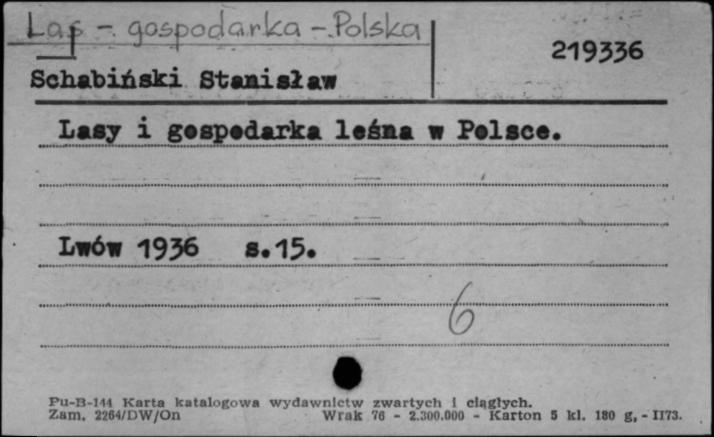 Las - gospodarka - Polska
219336
Schabiński Stanisław
Lasy i gospodarka leśna w Polsce.
Lwów 1936 s.15.
6
Pu-B-144 Karta katalogowa wydawnictw zwartych i ciągłych.
Zam. 2264/DW/On Wrak 76 - 2.300.000 - Karton 5 kl. 180 g, - II73.